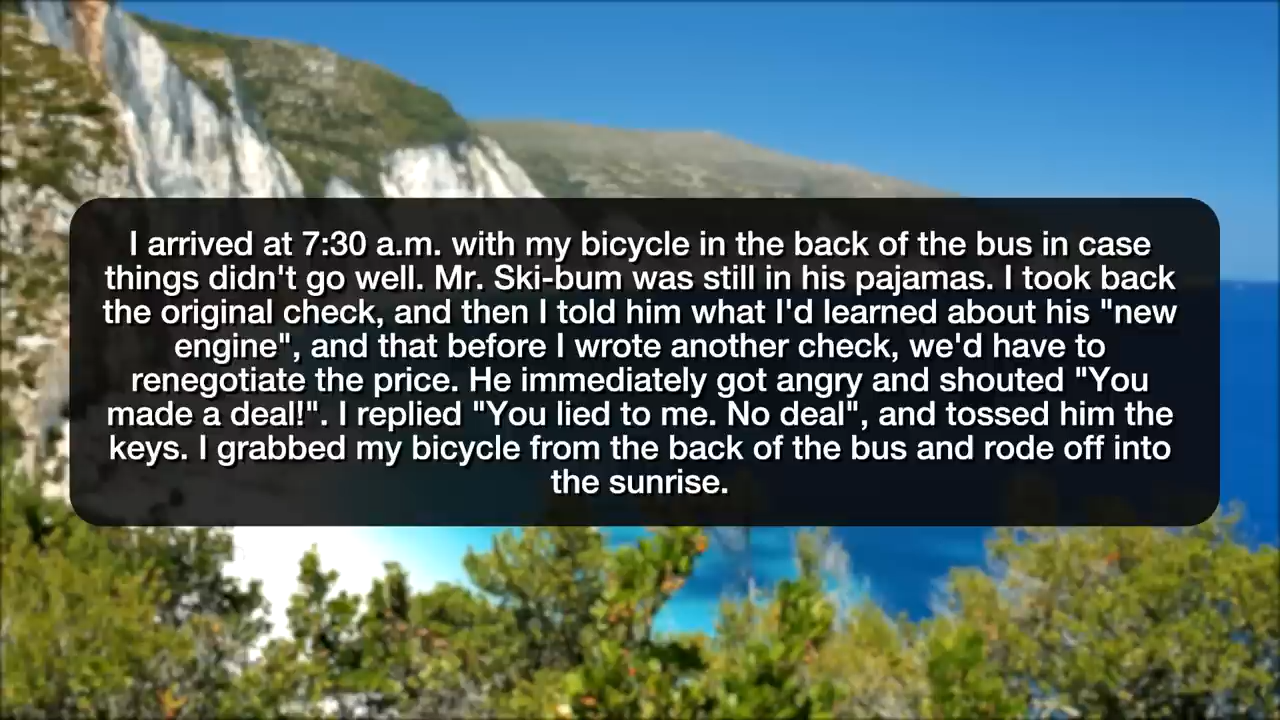 I arrived at 7:30 a.m. with my bicycle in the back of the bus in case
things didn't go well. Mr. Ski-bum was still in his pajamas. I took back
the original check, and then I told him what I'd learned about his "new
engine", and that before I wrote another check, we'd have to
renegotiate the price. He immediately got angry and shouted "You
made a deal!". I replied "You lied to me. No deal", and tossed him the
keys. I grabbed my bicycle from the back of the bus and rode off into
the sunrise.